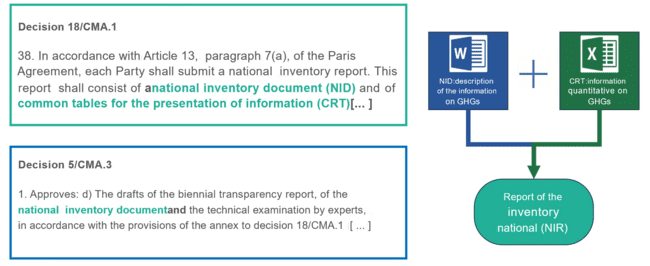 Decision 18/CMA.1
38. In accordance with Article 13, paragraph 7(a), of the Paris
Agreement, each Party shall submit a national inventory report. This
report shall consist of anational inventory document (NID) and of
common tables for the presentation of information (CRT)[... ]
Decision 5/CMA.3
1. Approves: d) The drafts of the biennial transparency report, of the
national inventory documentand the technical examination by experts,
in accordance with the provisions of the annex to decision 18/CMA.1 [ ... ]
W
NID:description
of the information
on GHGs
+
X
CRT:information
quantitative on
GHGs
Report of the
inventory
national (NIR)